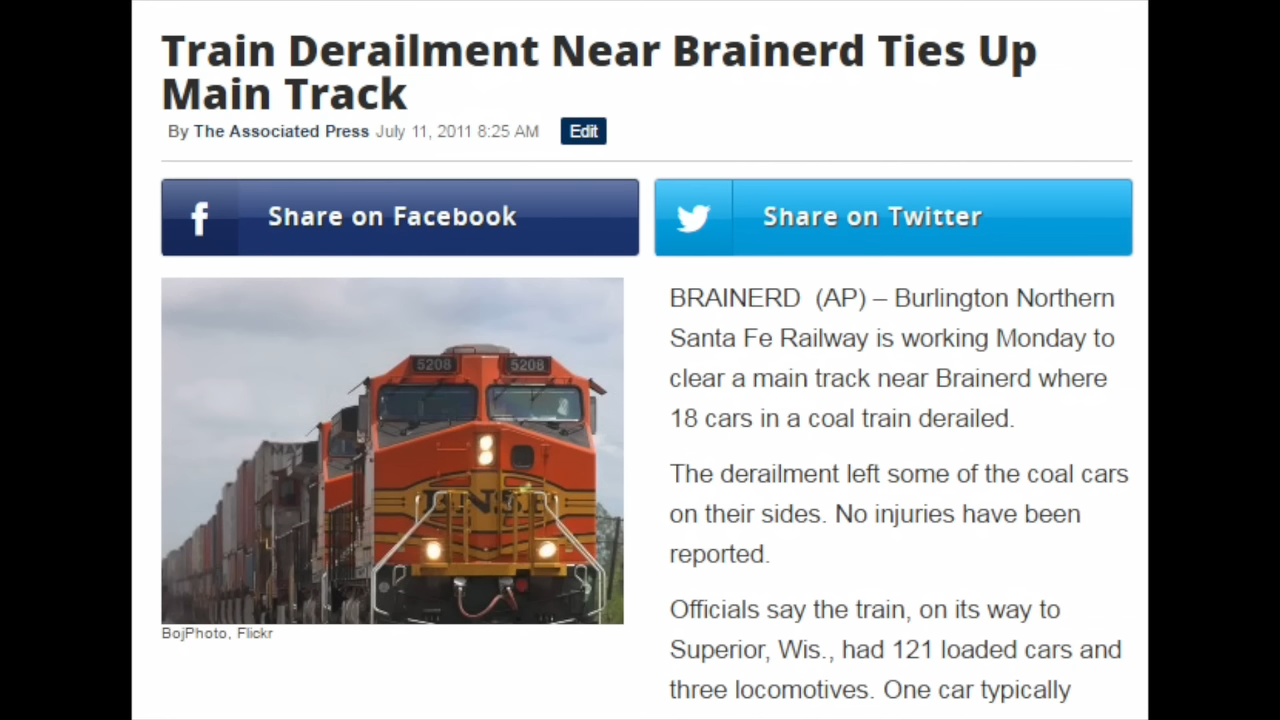 Train Derailment Near Brainerd Ties Up
Main Track
By The Associated Press July 11, 2011 8:25 AM Edit
Share on Facebook
Share on Twitter
5208 5208
BNSF
BojPhoto, Flickr
BRAINERD (AP) – Burlington Northern
Santa Fe Railway is working Monday to
clear a main track near Brainerd where
18 cars in a coal train derailed.
The derailment left some of the coal cars
on their sides. No injuries have been
reported.
Officials say the train, on its way to
Superior, Wis., had 121 loaded cars and
three locomotives. One car typically